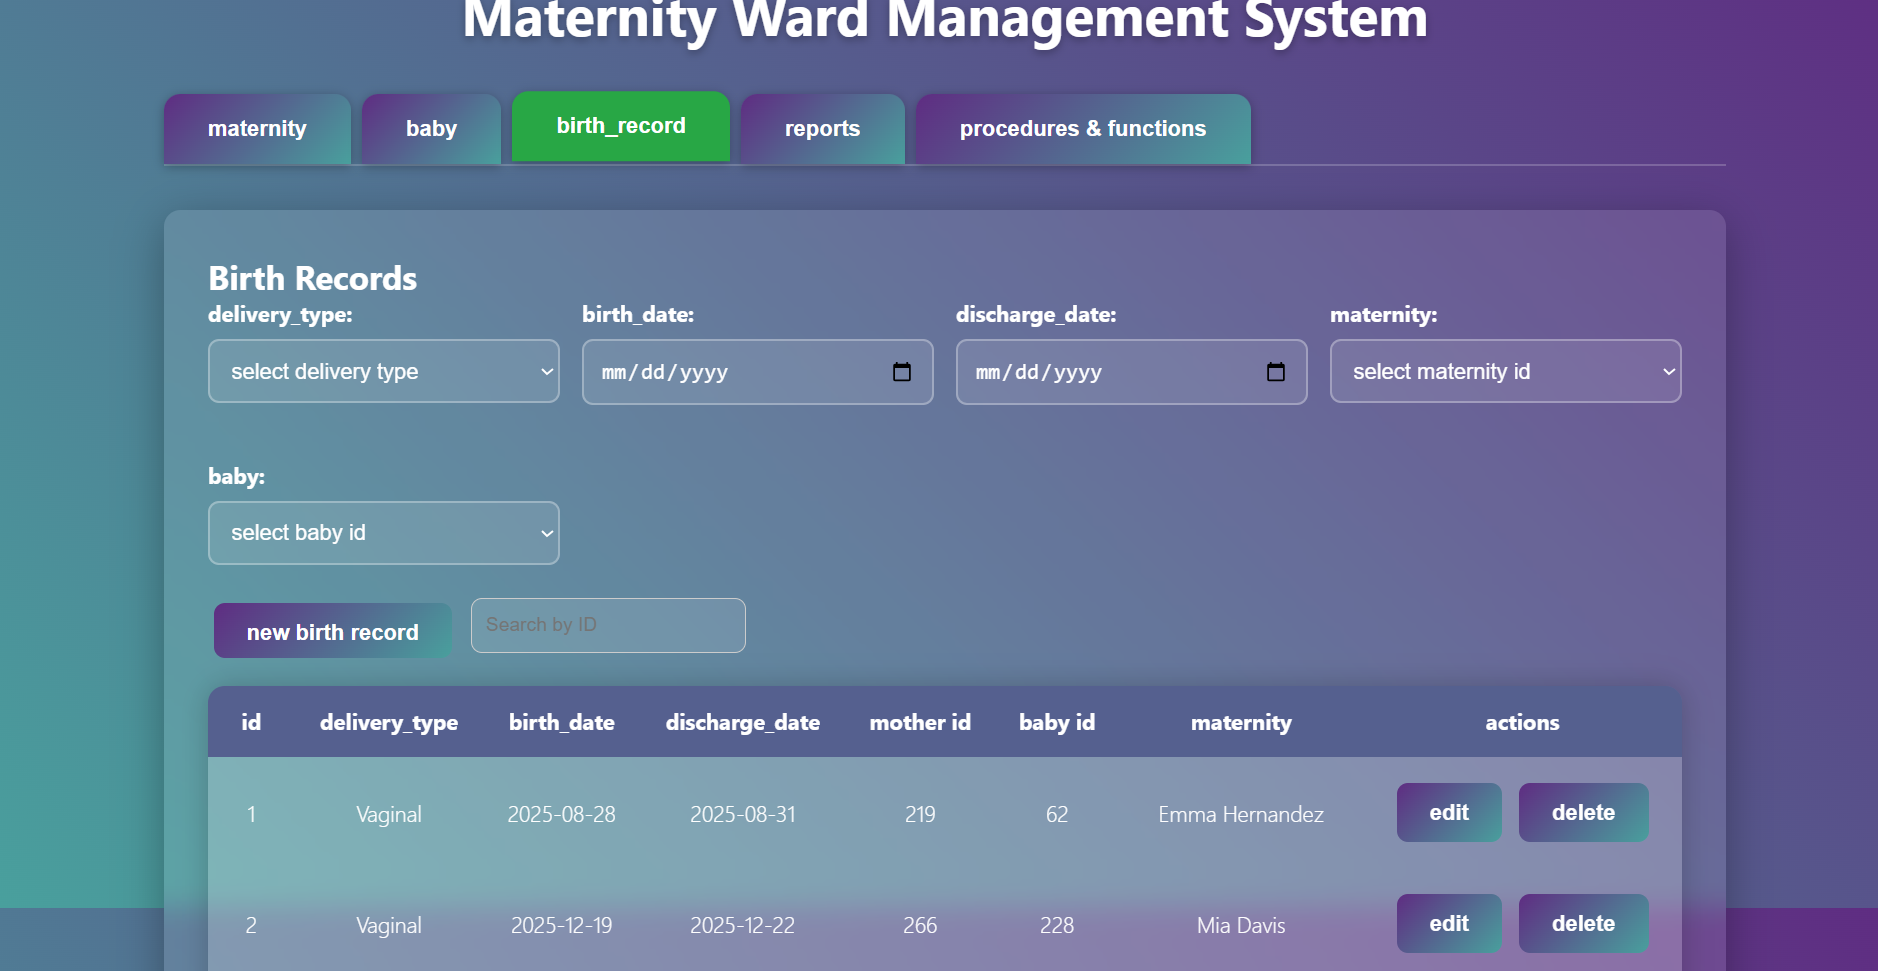 Maternity Ward Management System
maternity
baby
birth_record
reports
procedures & functions
Birth Records
delivery_type:
birth_date:
discharge_date:
maternity:
select delivery type
mm/dd/yyyy
mm/dd/yyyy
select maternity id
baby:
select baby id
new birth record
Search by ID
id delivery_type birth_date discharge_date mother id baby id maternity actions
1 Vaginal 2025-08-28 2025-08-31 219 62 Emma Hernandez edit delete
2 Vaginal 2025-12-19 2025-12-22 266 228 Mia Davis edit delete